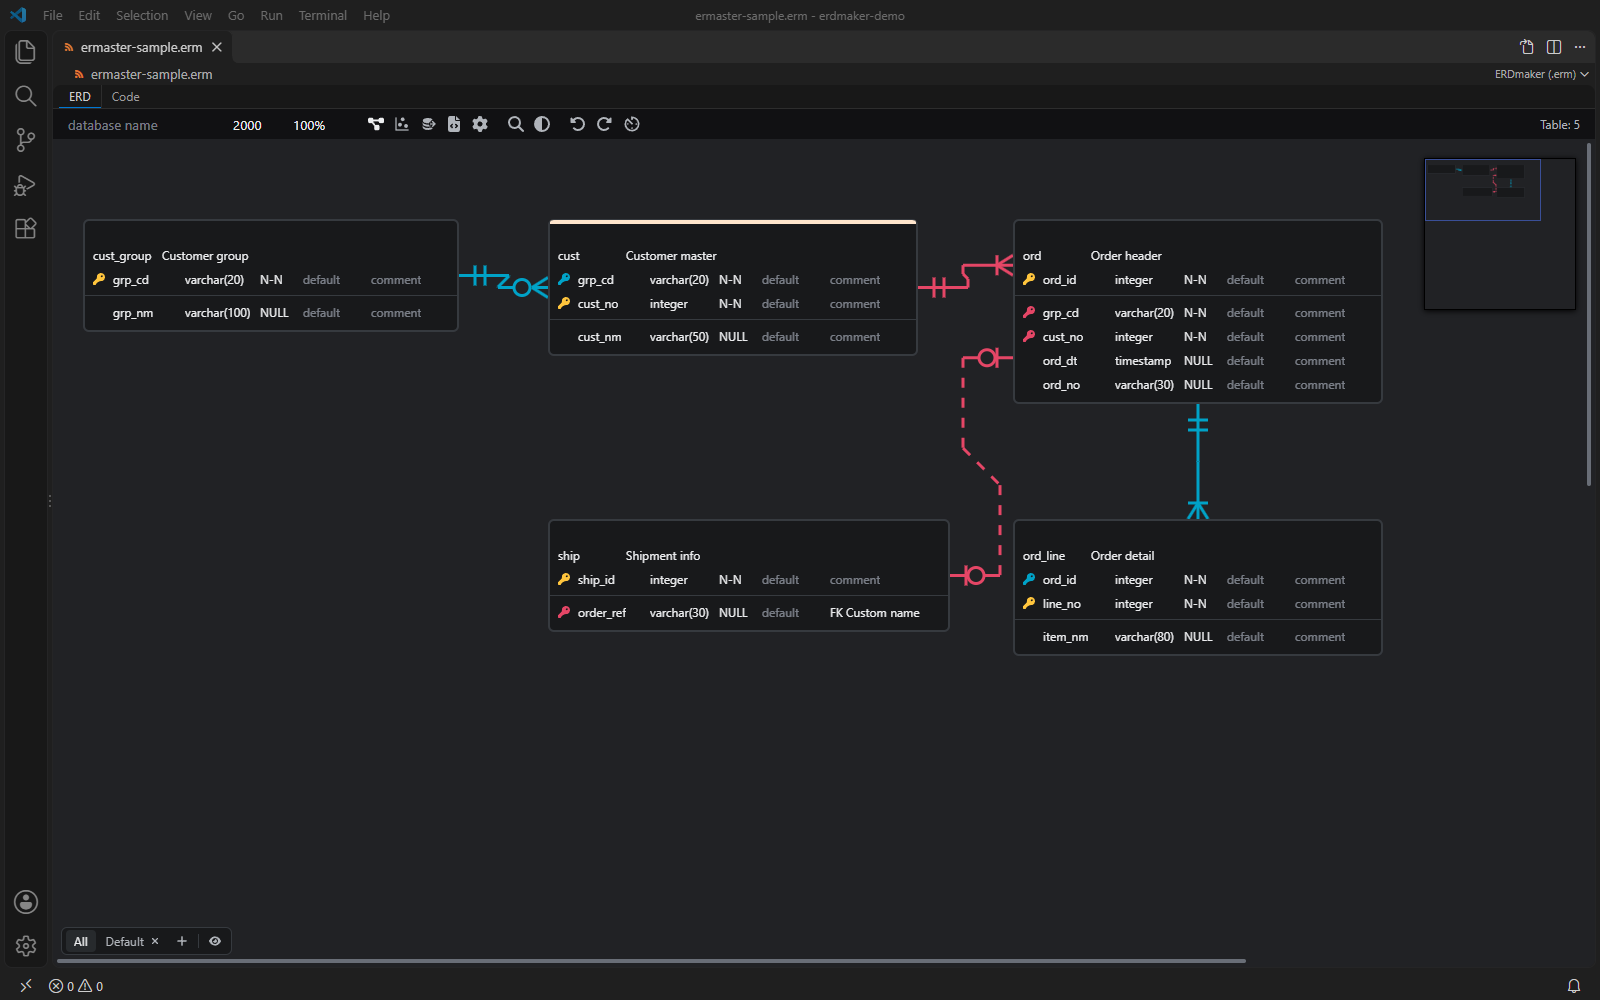 File Edit Selection View Go Run Terminal Help
ermaster-sample.erm - erdmaker-demo
ermaster-sample.erm
ermaster-sample.erm
ERDmaker (.erm)
ERD Code
database name 2000 100% Table: 5
cust_group Customer group
grp_cd varchar(20) N-N default comment
grp_nm varchar(100) NULL default comment
cust Customer master
grp_cd varchar(20) N-N default comment
cust_no integer N-N default comment
cust_nm varchar(50) NULL default comment
ord Order header
ord_id integer N-N default comment
grp_cd varchar(20) N-N default comment
cust_no integer N-N default comment
ord_dt timestamp NULL default comment
ord_no varchar(30) NULL default comment
ship Shipment info
ship_id integer N-N default comment
order_ref varchar(30) NULL default FK Custom name
ord_line Order detail
ord_id integer N-N default comment
line_no integer N-N default comment
item_nm varchar(80) NULL default comment
All Default
0 0